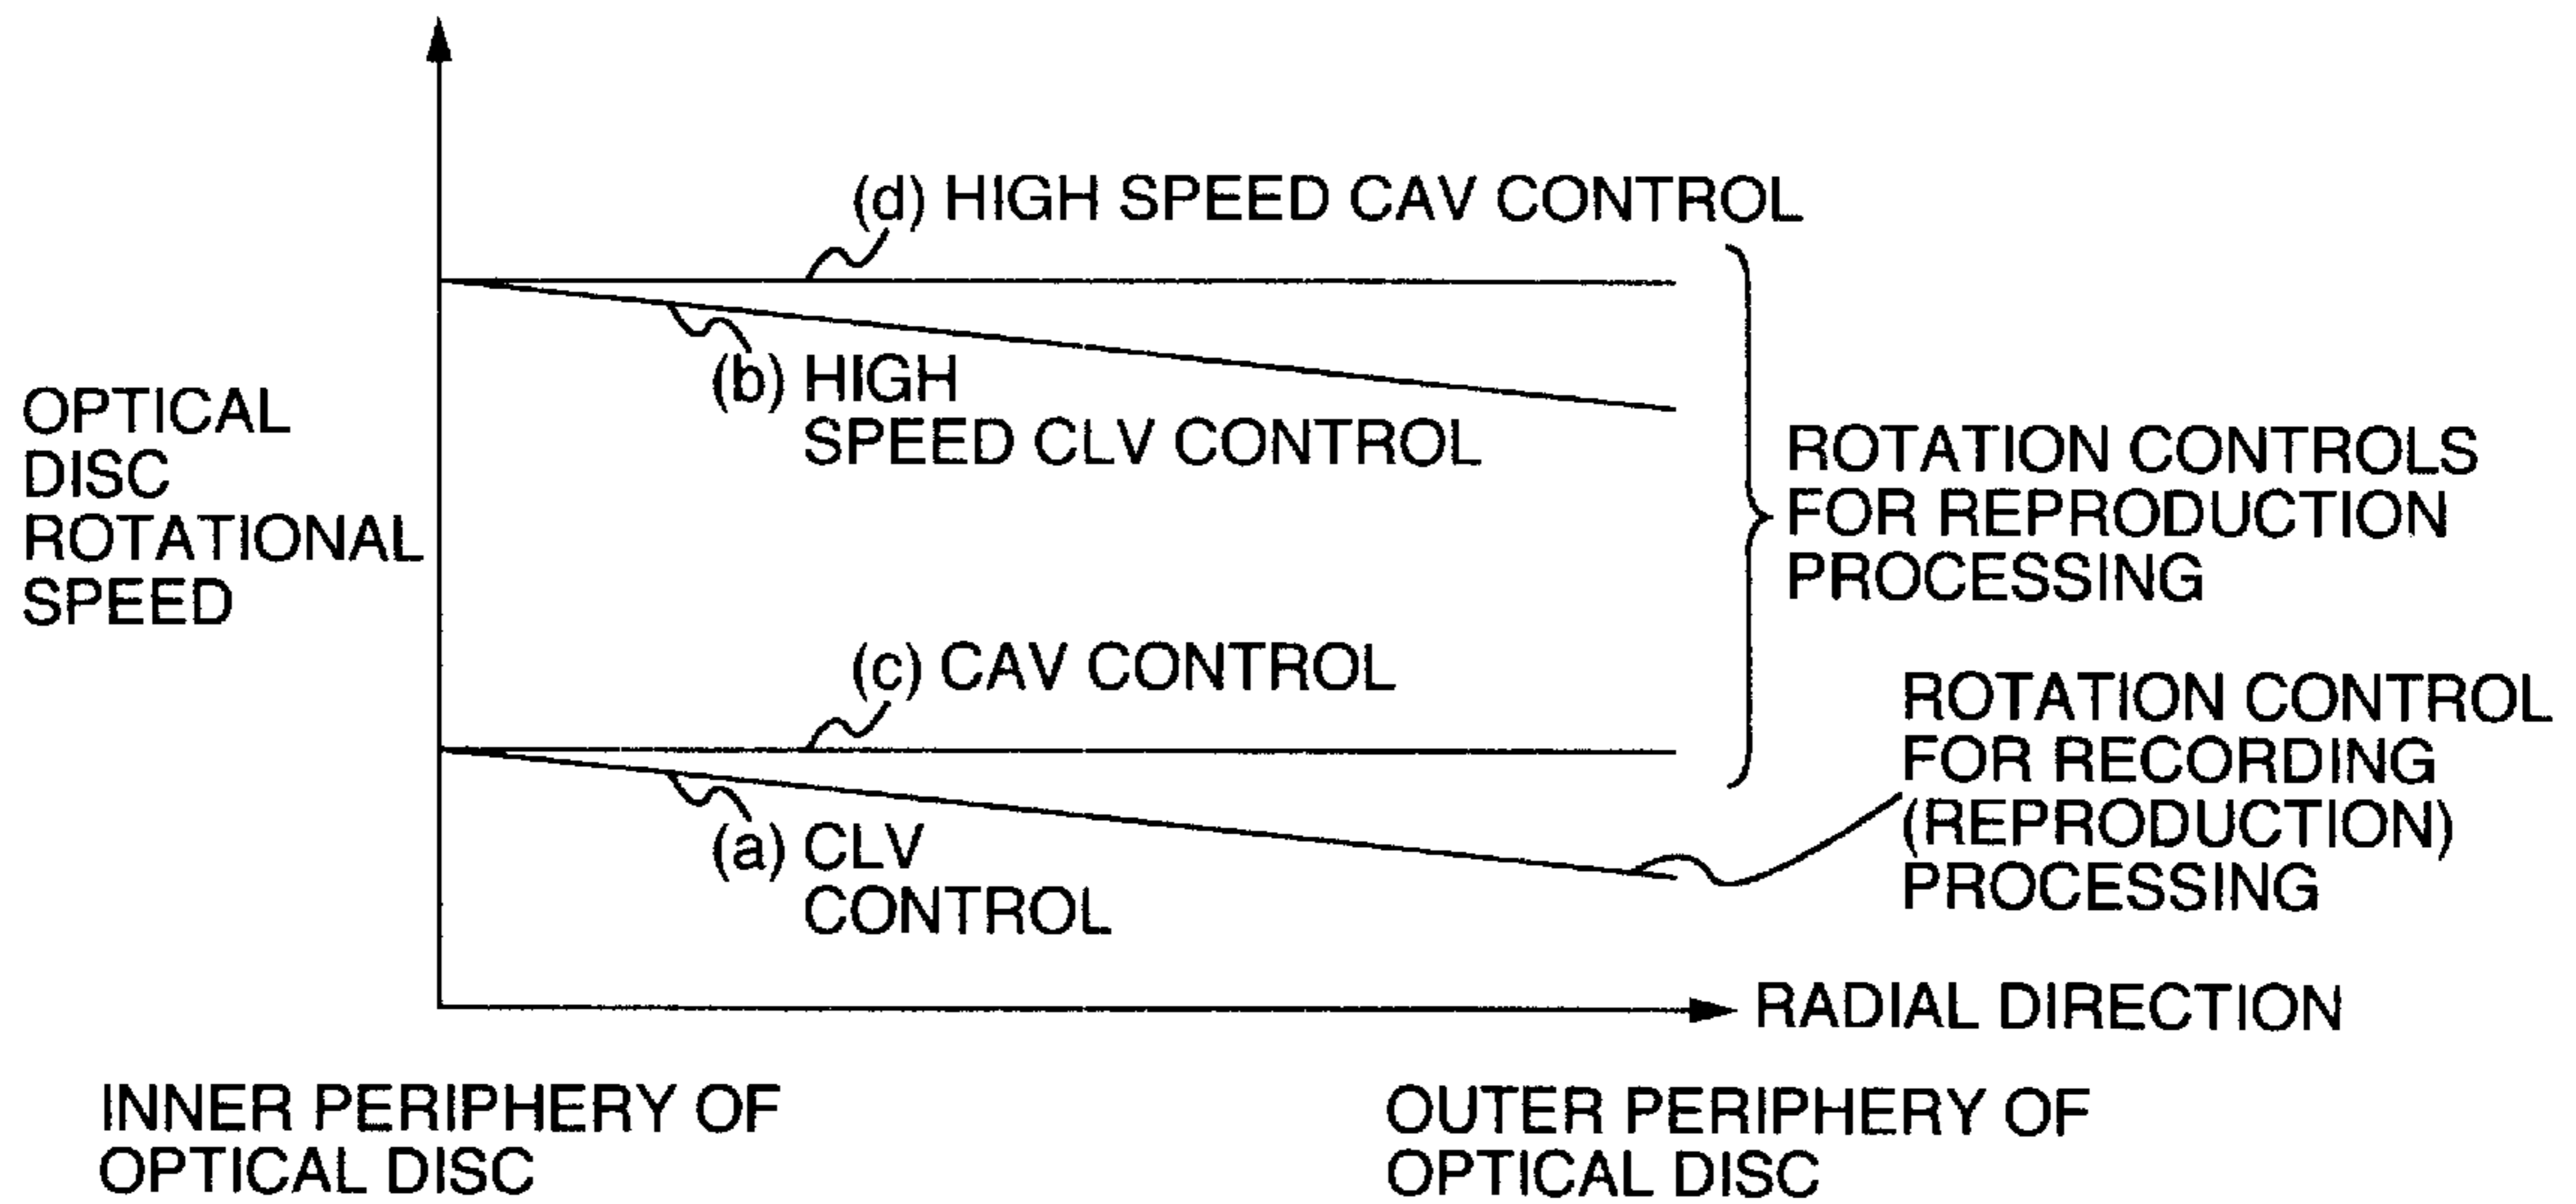 (d) HIGH SPEED CAV CONTROL
(b) HIGH
SPEED CLV CONTROL
OPTICAL
DISC
ROTATIONAL
SPEED
ROTATION CONTROLS
FOR REPRODUCTION
PROCESSING
(c) CAV CONTROL
ROTATION CONTROL
FOR RECORDING
(REPRODUCTION)
PROCESSING
(a) CLV
CONTROL
RADIAL DIRECTION
INNER PERIPHERY OF
OPTICAL DISC
OUTER PERIPHERY OF
OPTICAL DISC